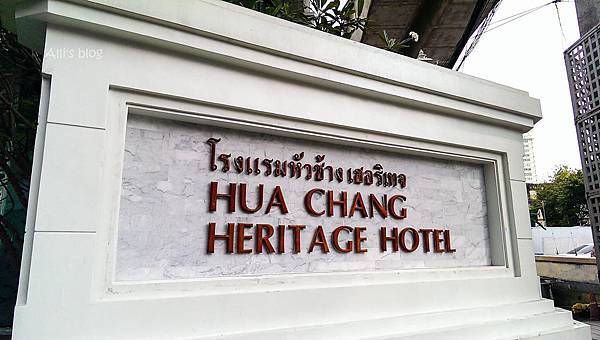 Alli's blog
โรงแรมหัวช้าง เฮอริเทจ
HUA CHANG
HERITAGE HOTEL